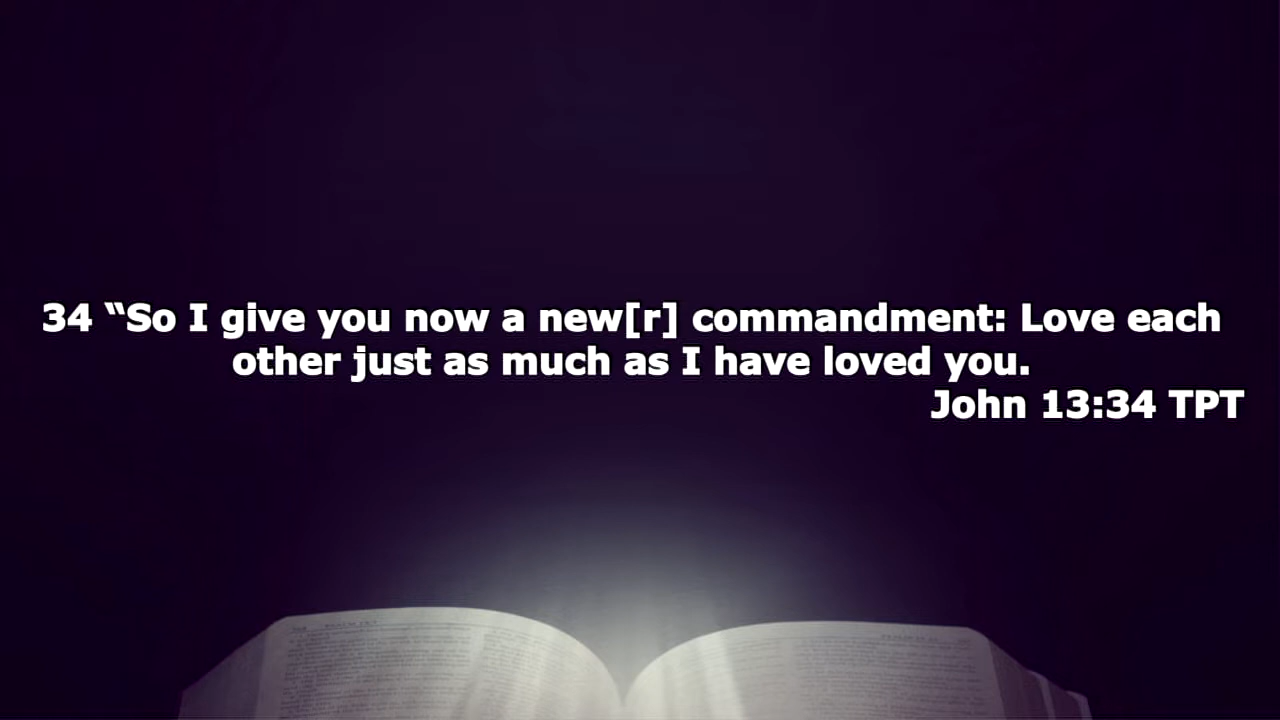 34 “So I give you now a new[r] commandment: Love each
other just as much as I have loved you.
John 13:34 TPT